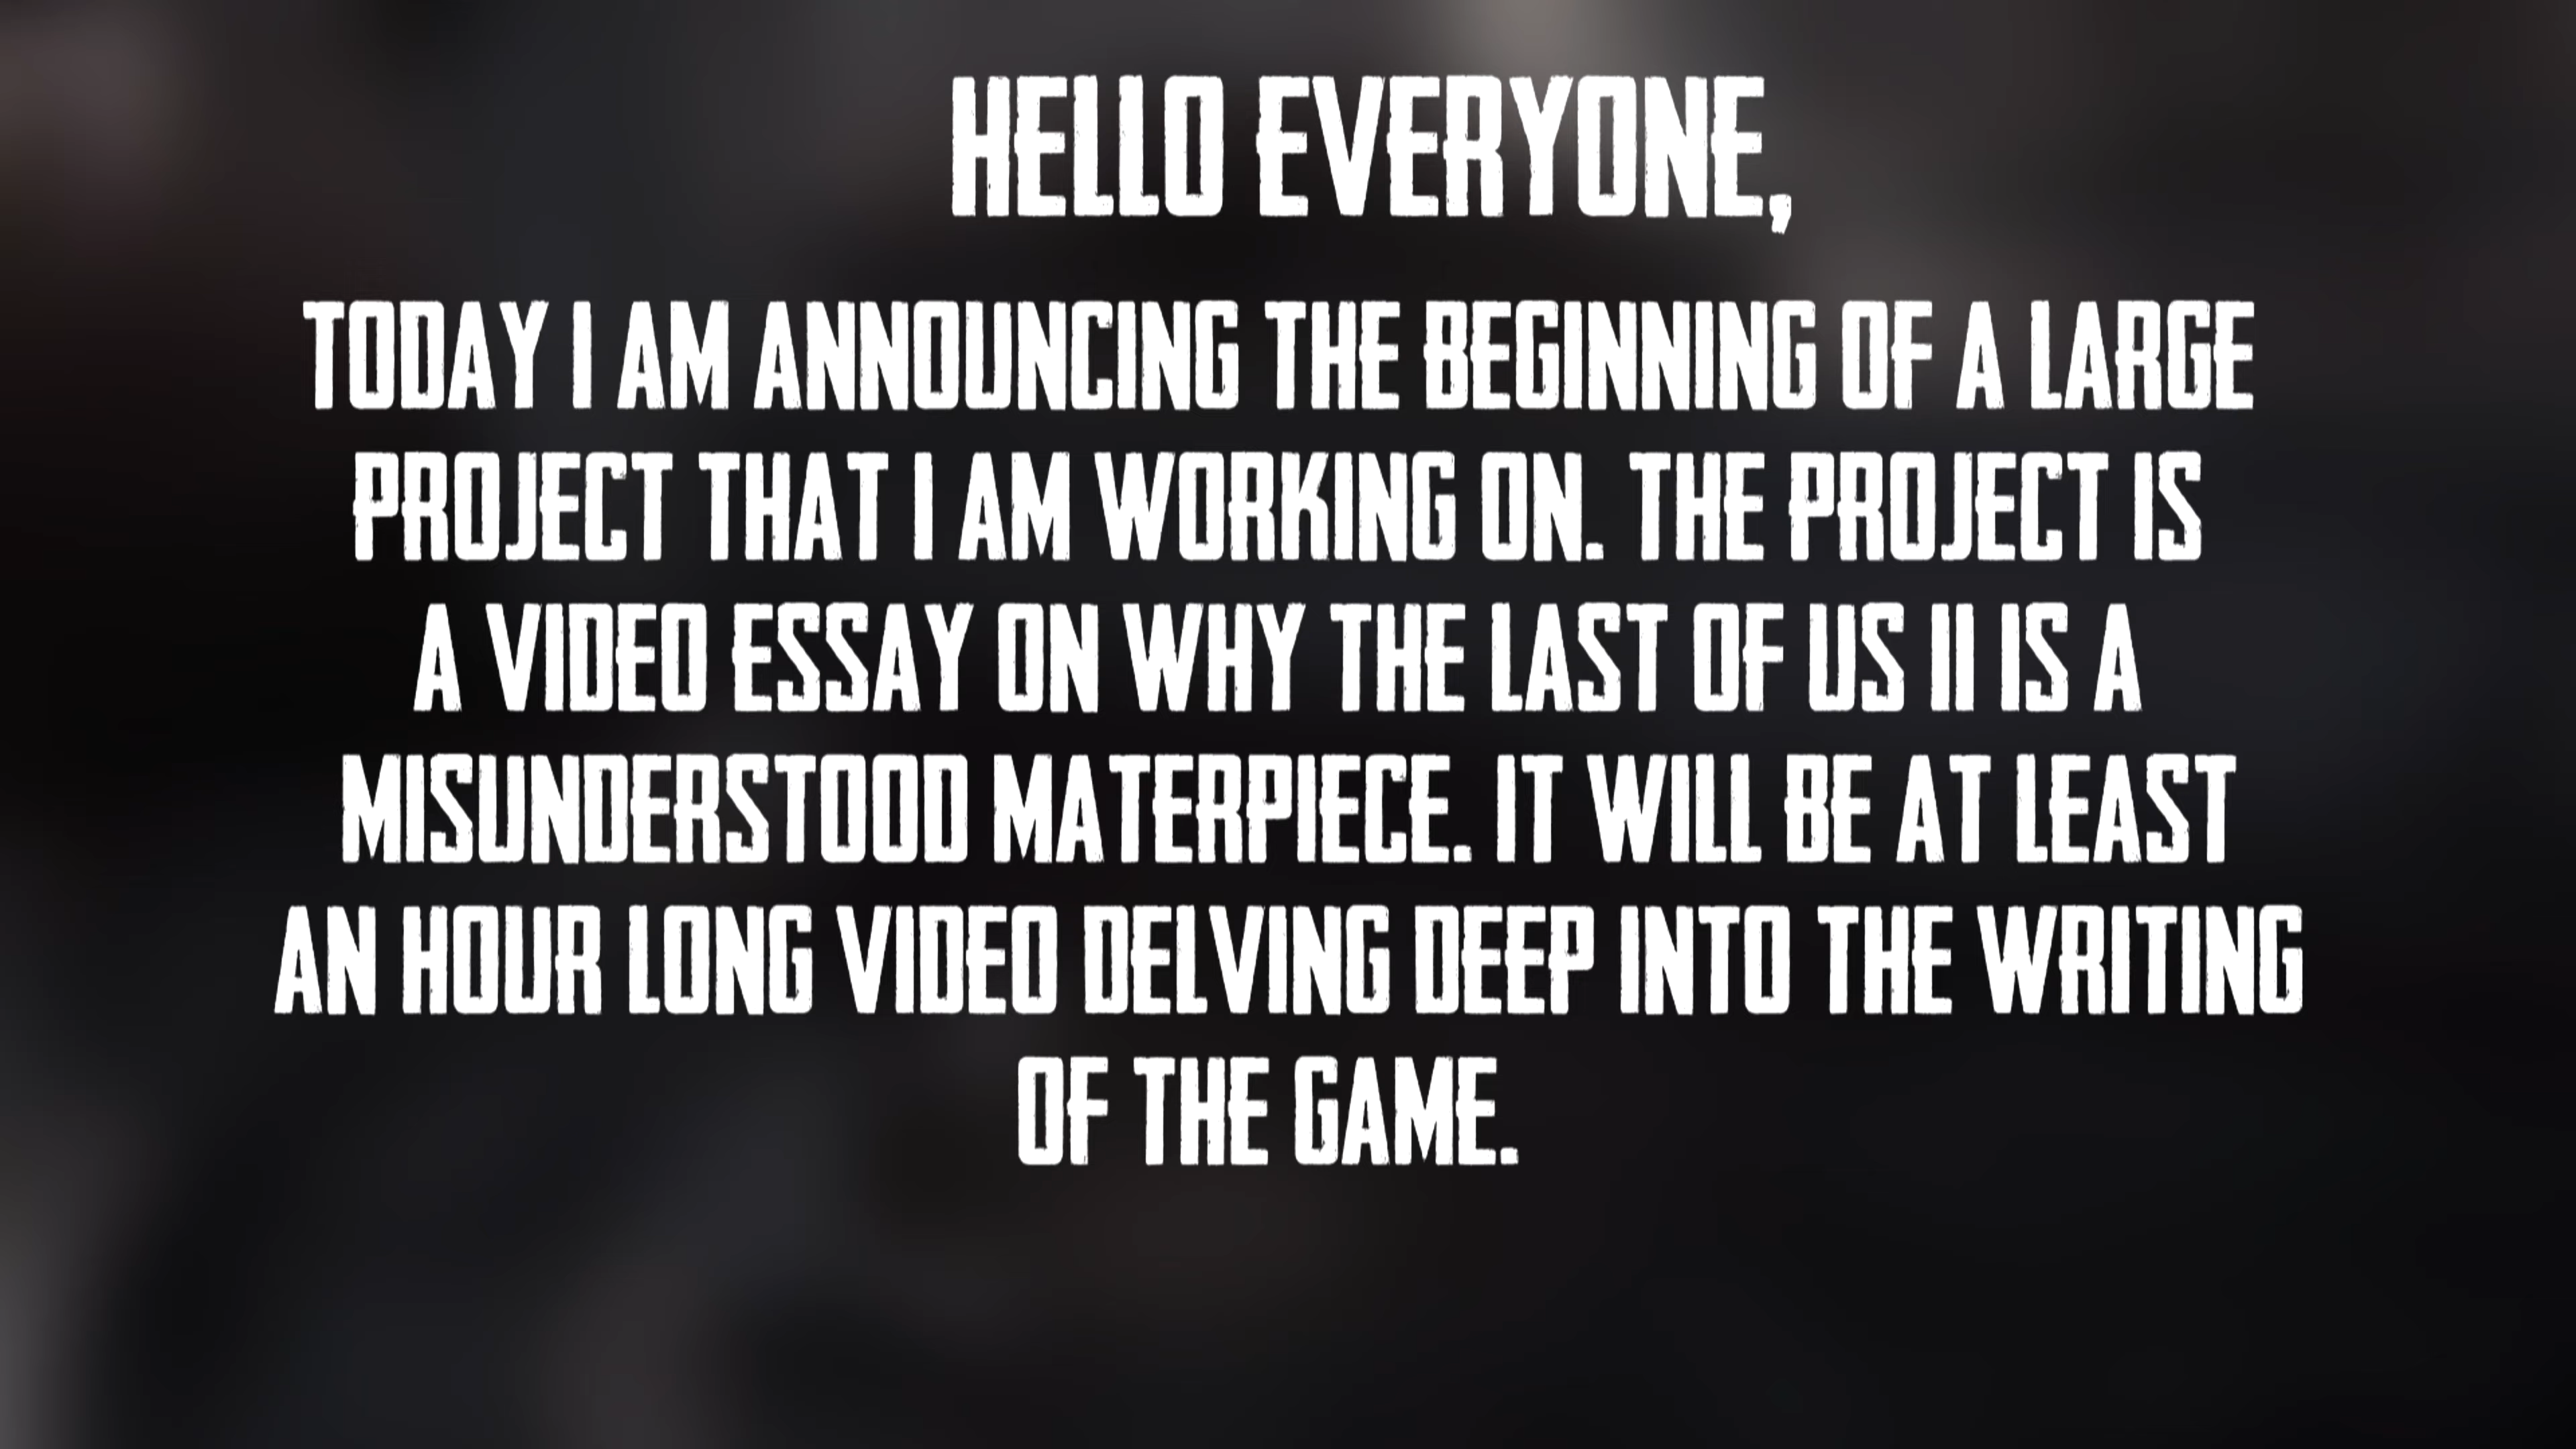 HELLO EVERYONE,
TODAY I AM ANNOUNCING THE BEGINNING OF A LARGE
PROJECT THAT I AM WORKING ON. THE PROJECT IS
A VIDEO ESSAY ON WHY THE LAST OF US II IS A
MISUNDERSTOOD MATERPIECE. IT WILL BE AT LEAST
AN HOUR LONG VIDEO DELVING DEEP INTO THE WRITING
OF THE GAME.